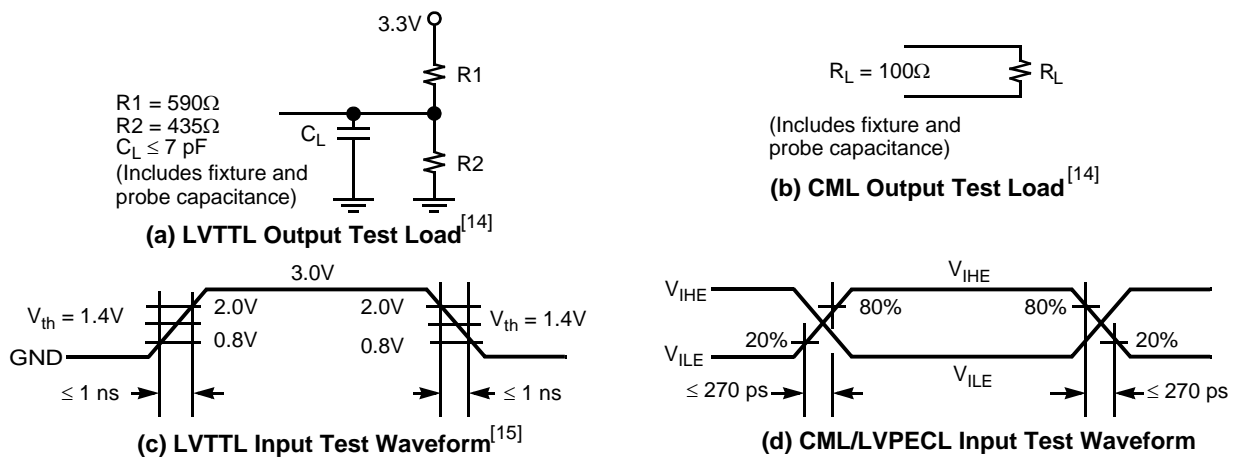 3.3V
R1
R1 = 590Ω
R2 = 435Ω
C_L ≤ 7 pF
(Includes fixture and
probe capacitance)
C_L
R2
(a) LVTTL Output Test Load[14]
R_L = 100Ω
R_L
(Includes fixture and
probe capacitance)
(b) CML Output Test Load[14]
3.0V
V_th = 1.4V
2.0V
0.8V
2.0V
0.8V
V_th = 1.4V
GND
≤ 1 ns
≤ 1 ns
(c) LVTTL Input Test Waveform[15]
V_IHE
V_IHE
80%
80%
20%
20%
V_ILE
V_ILE
≤ 270 ps
≤ 270 ps
(d) CML/LVPECL Input Test Waveform